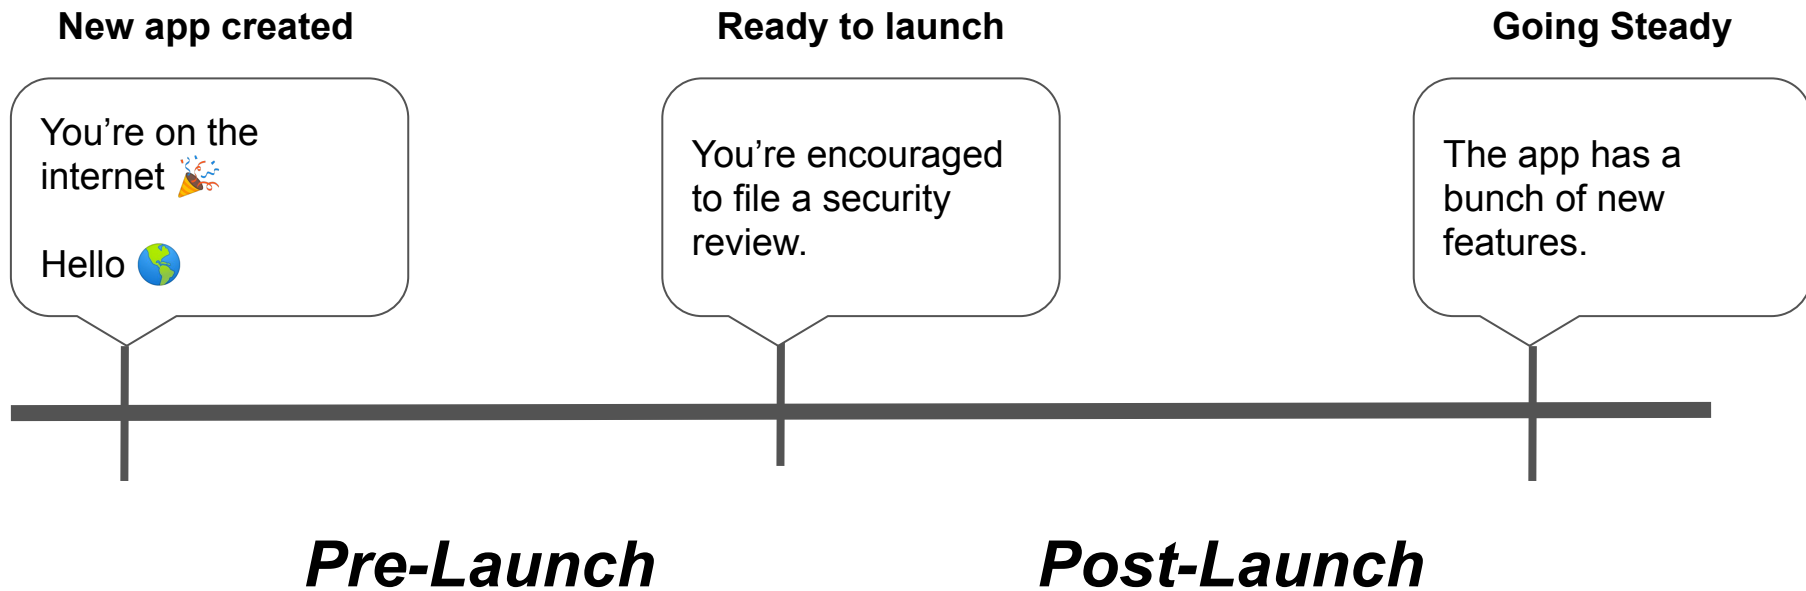 New app created
You’re on the
internet 🎉
Hello 🌎
Ready to launch
You’re encouraged
to file a security
review.
Going Steady
The app has a
bunch of new
features.
Pre-Launch
Post-Launch